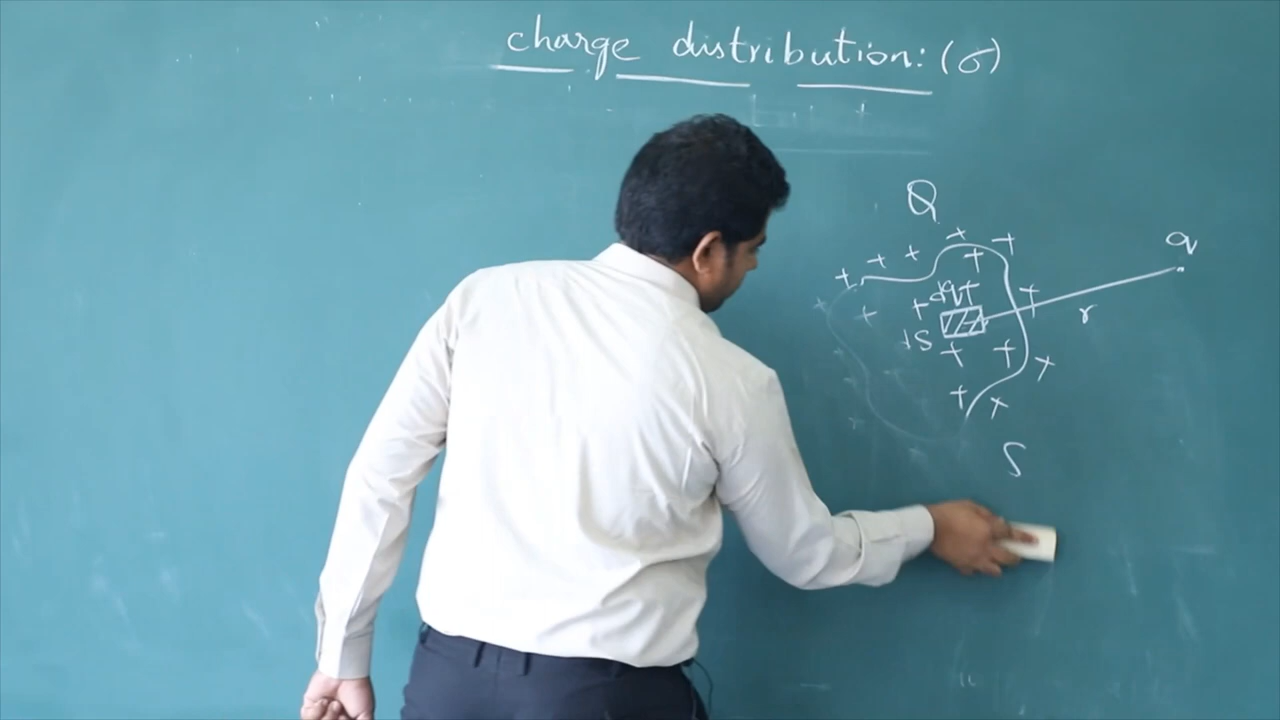 charge distribution: (σ)
Q
+ + + + +
q
+ + + dq + +
r
dS
+ + +
+ +
S